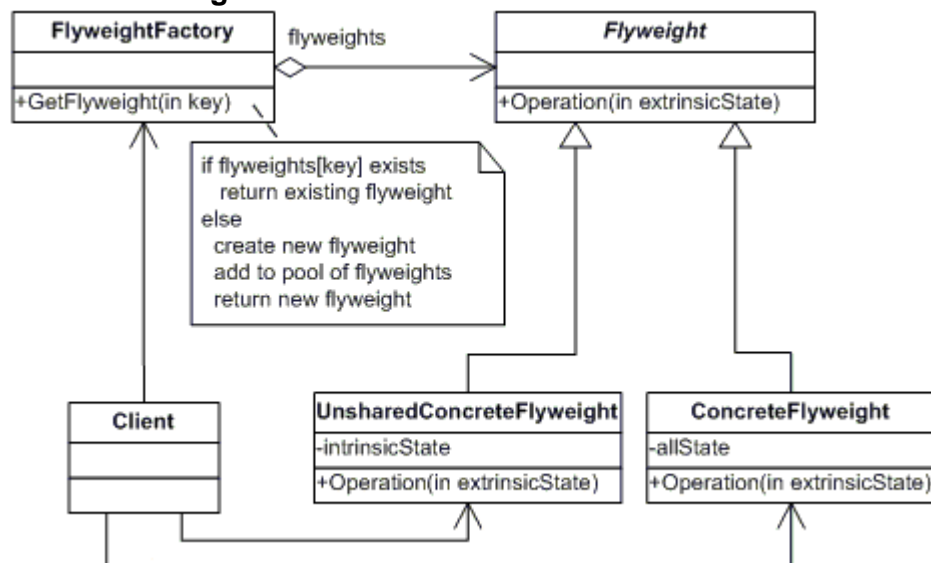 FlyweightFactory
+GetFlyweight(in key)
flyweights
Flyweight
+Operation(in extrinsicState)
if flyweights[key] exists
return existing flyweight
else
create new flyweight
add to pool of flyweights
return new flyweight
Client
UnsharedConcreteFlyweight
-intrinsicState
+Operation(in extrinsicState)
ConcreteFlyweight
-allState
+Operation(in extrinsicState)